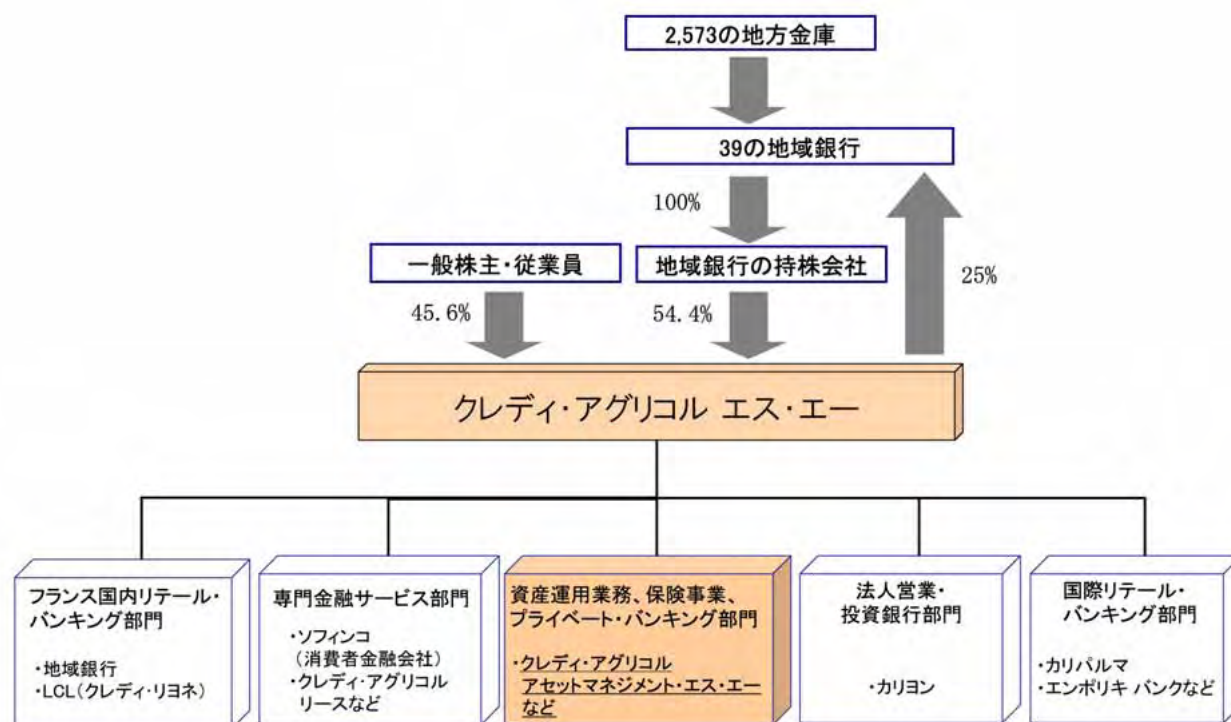 2,573の地方金庫
39の地域銀行
100%
一般株主・従業員
地域銀行の持株会社
25%
45.6%
54.4%
クレディ・アグリコル エス・エー
フランス国内リテール・
バンキング部門
・地域銀行
・LCL(クレディ・リヨネ)
専門金融サービス部門
・ソフィンコ
(消費者金融会社)
・クレディ・アグリコル
リースなど
資産運用業務、保険事業、
プライベート・バンキング部門
・クレディ・アグリコル
アセットマネジメント・エス・エー
など
法人営業・
投資銀行部門
・カリヨン
国際リテール・
バンキング部門
・カリパルマ
・エンポリキ バンクなど